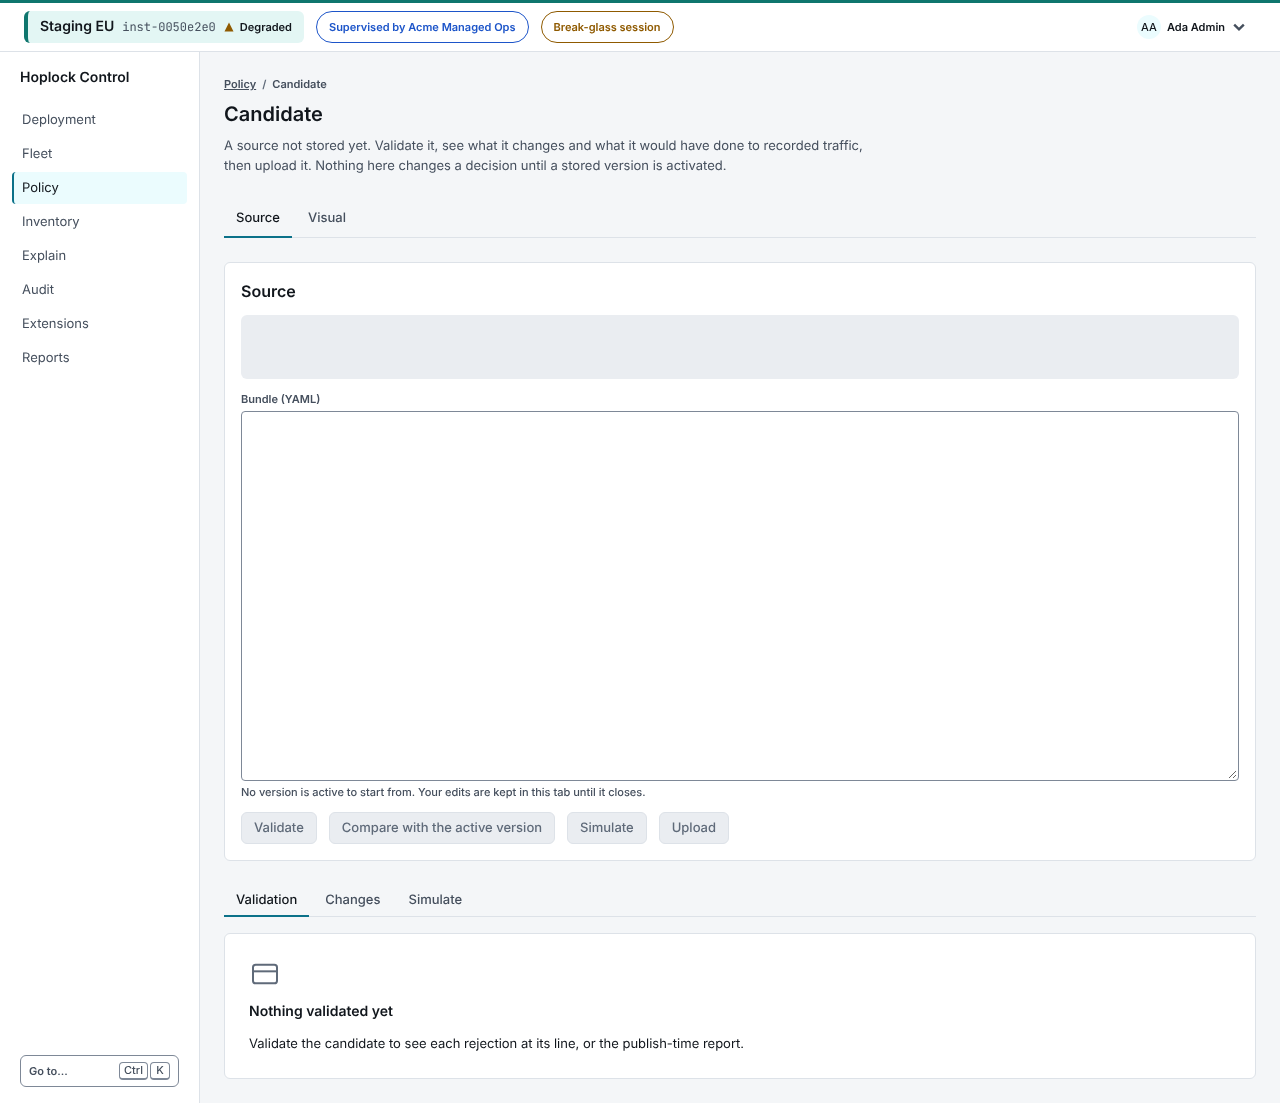 Staging EU inst-0050e2e0 Degraded
Supervised by Acme Managed Ops
Break-glass session
AA Ada Admin
Hoplock Control
Deployment
Fleet
Policy
Inventory
Explain
Audit
Extensions
Reports
Go to... Ctrl K
Policy / Candidate
Candidate
A source not stored yet. Validate it, see what it changes and what it would have done to recorded traffic,
then upload it. Nothing here changes a decision until a stored version is activated.
Source Visual
Source
Bundle (YAML)
No version is active to start from. Your edits are kept in this tab until it closes.
Validate Compare with the active version Simulate Upload
Validation Changes Simulate
Nothing validated yet
Validate the candidate to see each rejection at its line, or the publish-time report.